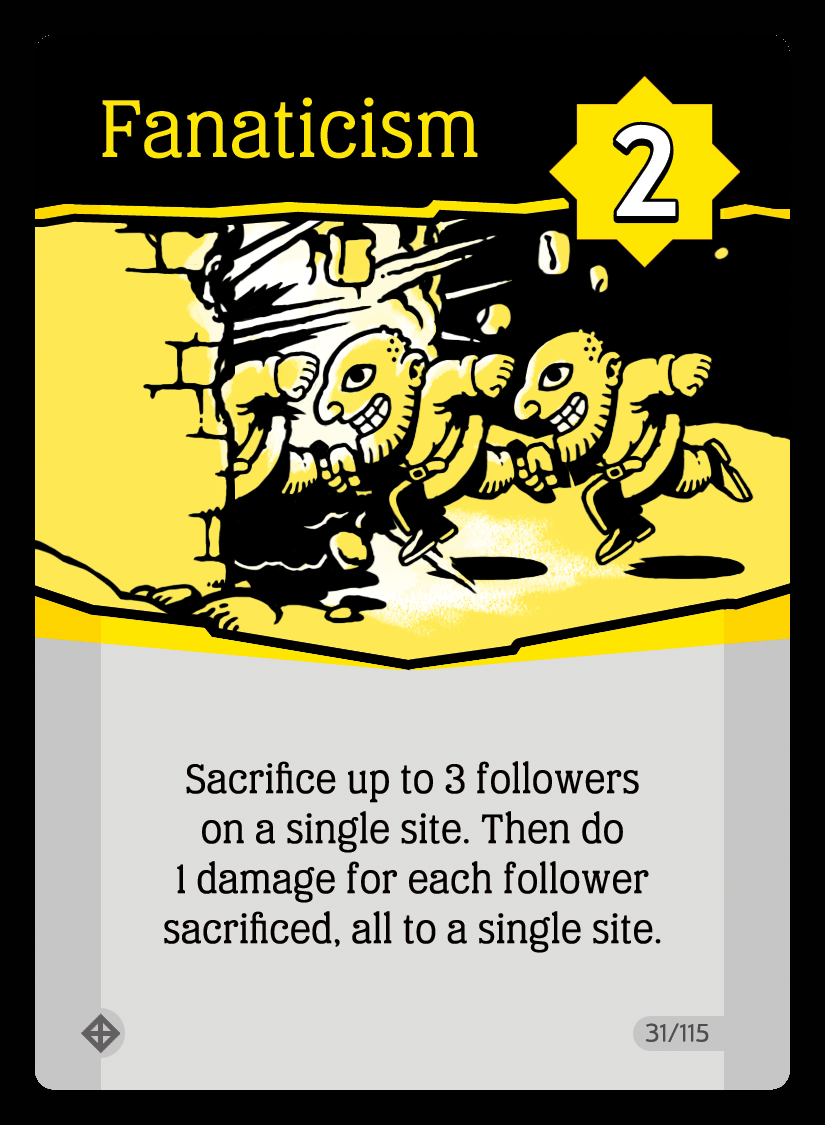 Fanaticism
2
Sacrifice up to 3 followers
on a single site. Then do
1 damage for each follower
sacrificed, all to a single site.
31/115